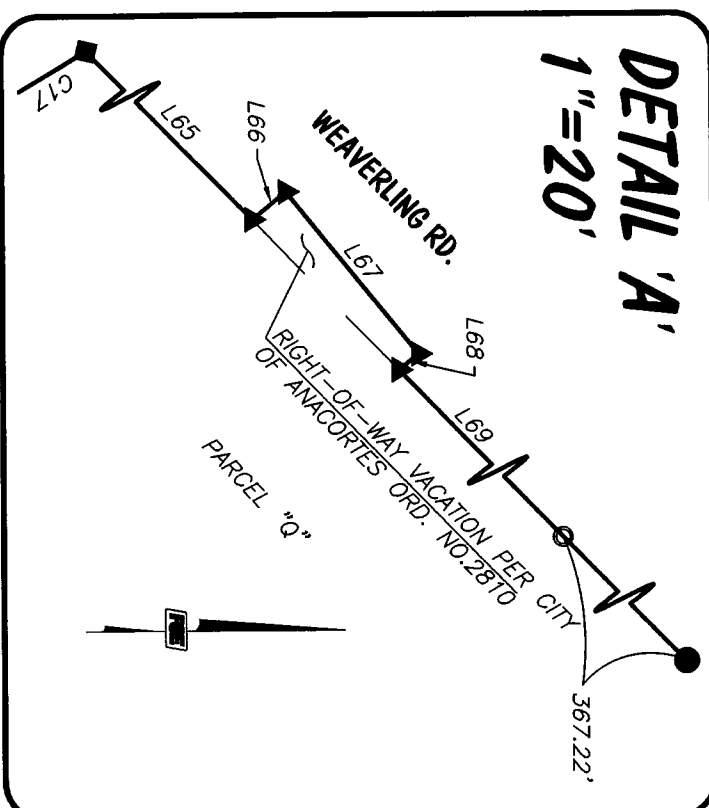 DETAIL 'A'
1"=20'
WEAVERLING RD.
C17
L65
L66
L67
L68
L69
RIGHT-OF-WAY VACATION PER CITY
OF ANACORTES ORD. NO.2810
PARCEL "Q"
367.22'